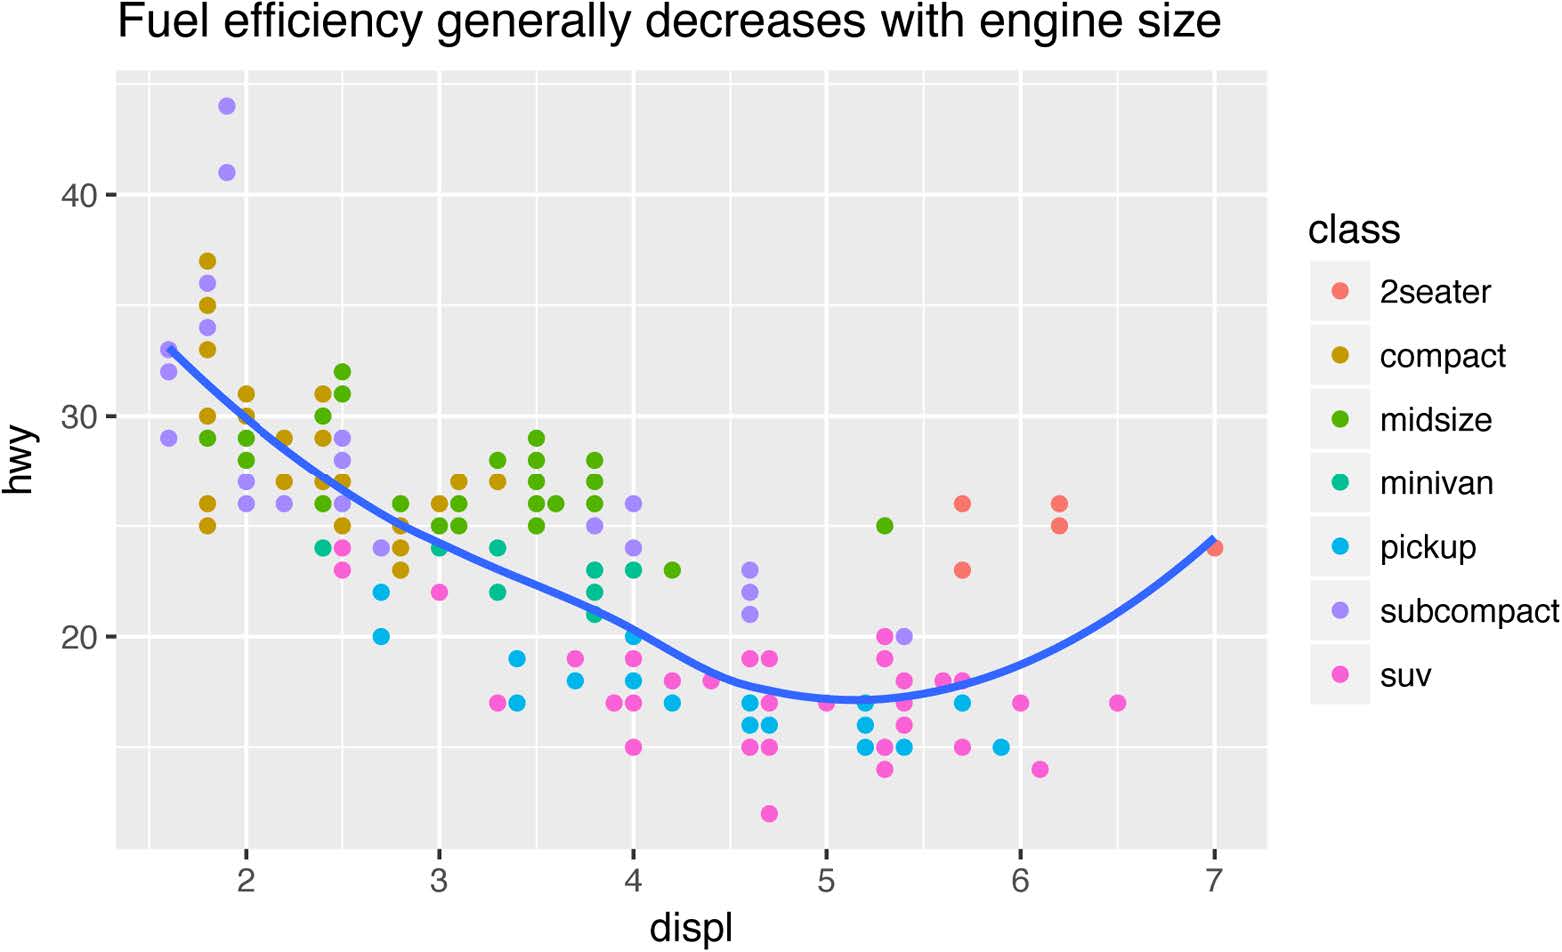 Fuel efficiency generally decreases with engine size
hwy
40
30
20
2 3 4 5 6 7
displ
class
2seater
compact
midsize
minivan
pickup
subcompact
suv